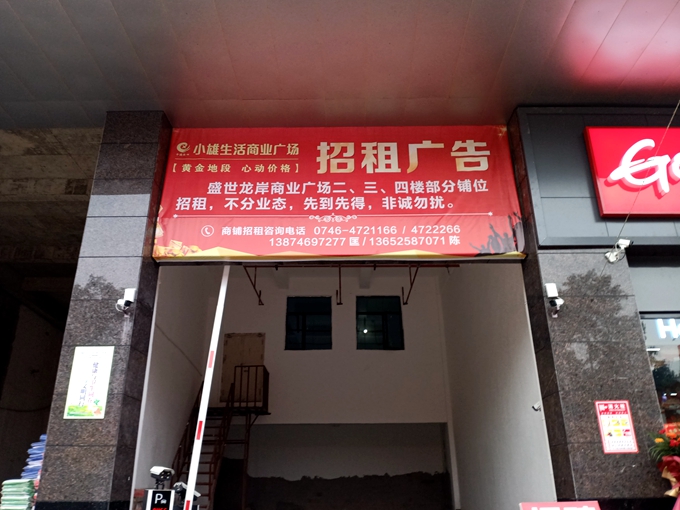 小雄生活商业广场
【黄金地段 心动价格】
招租广告
盛世龙岸商业广场二、三、四楼部分铺位
招租，不分业态，先到先得，非诚勿扰。
商铺招租咨询电话 0746-4721166 / 4722266
13874697277 匡 / 13652587071 陈
Ge
H
P